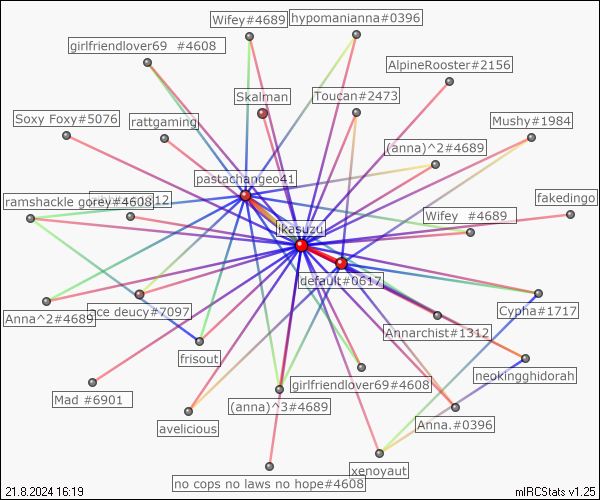 Wifey#4689
hypomanianna#0396
girlfriendlover69 #4608
AlpineRooster#2156
Skalman
Toucan#2473
Soxy Foxy#5076
rattgaming
Mushy#1984
(anna)^2#4689
pastachangeo41
ramshackle gorey#4608
12
fakedingo
Wifey #4689
ikasuzu
default#0617
Anna^2#4689
nce deucy#7097
Cypha#1717
Annarchist#1312
frisout
neokingghidorah
girlfriendlover69#4608
Mad #6901
(anna)^3#4689
avelicious
Anna.#0396
xenoyaut
no cops no laws no hope#4608
21.8.2024 16:19
mIRCStats v1.25